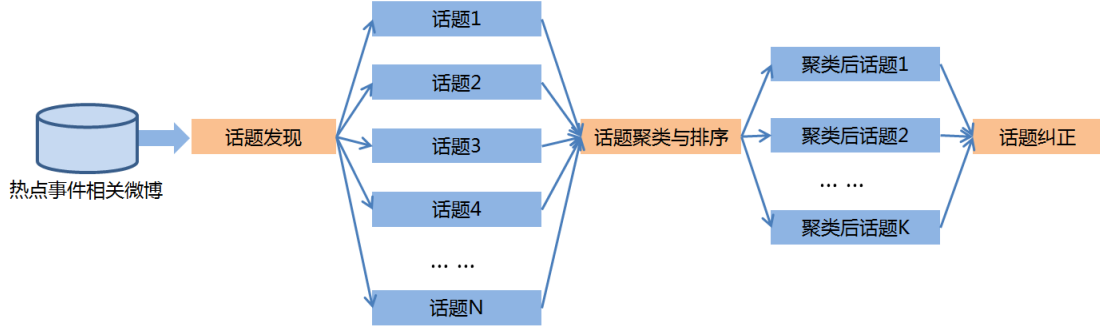 热点事件相关微博
话题发现
话题1
话题2
话题3
话题4
... ...
话题N
话题聚类与排序
聚类后话题1
聚类后话题2
... ...
聚类后话题K
话题纠正